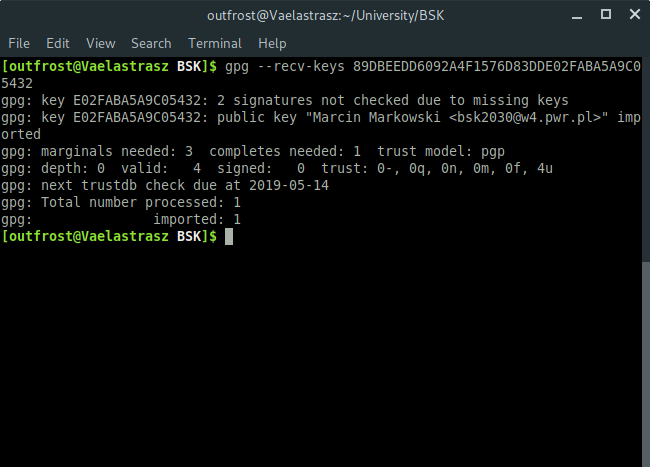 outfrost@Vaelastrasz:~/University/BSK
File Edit View Search Terminal Help
[outfrost@Vaelastrasz BSK]$ gpg --recv-keys 89DBEEDD6092A4F1576D83DDE02FABA5A9C0
5432
gpg: key E02FABA5A9C05432: 2 signatures not checked due to missing keys
gpg: key E02FABA5A9C05432: public key "Marcin Markowski <bsk2030@w4.pwr.pl>" imp
orted
gpg: marginals needed: 3  completes needed: 1  trust model: pgp
gpg: depth: 0  valid:   4  signed:   0  trust: 0-, 0q, 0n, 0m, 0f, 4u
gpg: next trustdb check due at 2019-05-14
gpg: Total number processed: 1
gpg:               imported: 1
[outfrost@Vaelastrasz BSK]$